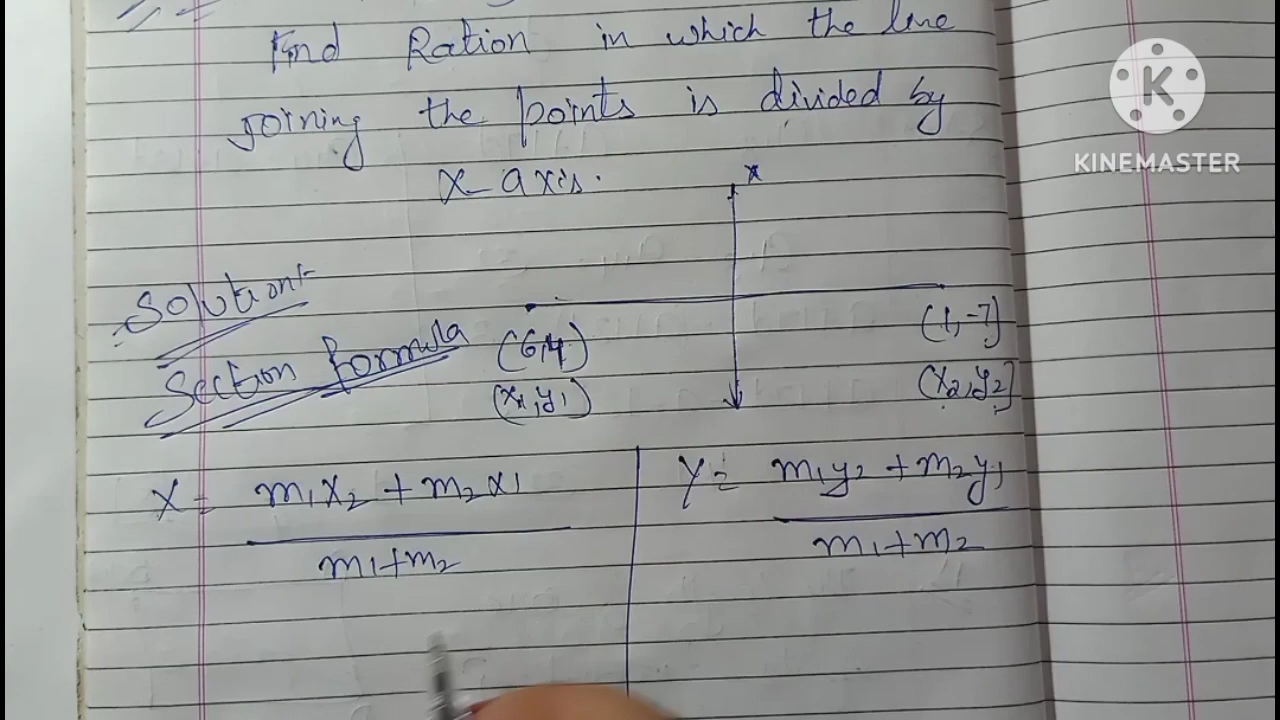 Find Ration in which the line
joining the points is divided by
x-axis.
x
Solution:-
Section formula
(6,4)
(1,-7)
(x1,y1)
(x2,y2)
X = m1x2 + m2x1
m1+m2
Y = m1y2 + m2y1
m1+m2
K
KINEMASTER